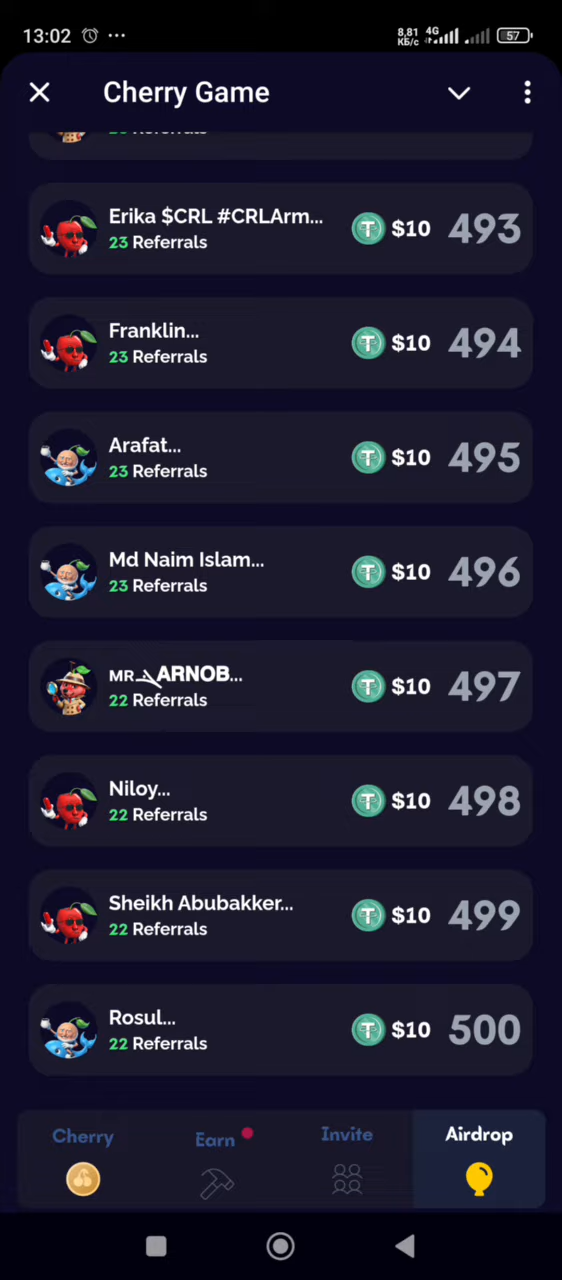 13:02
8,81
КБ/с
4G
57
Cherry Game
23 Referrals
Erika $CRL #CRLArm...
23 Referrals
$10
493
Franklin...
23 Referrals
$10
494
Arafat...
23 Referrals
$10
495
Md Naim Islam...
23 Referrals
$10
496
ᴍʀ ARNOB...
22 Referrals
$10
497
Niloy...
22 Referrals
$10
498
Sheikh Abubakker...
22 Referrals
$10
499
Rosul...
22 Referrals
$10
500
Cherry
Earn
Invite
Airdrop